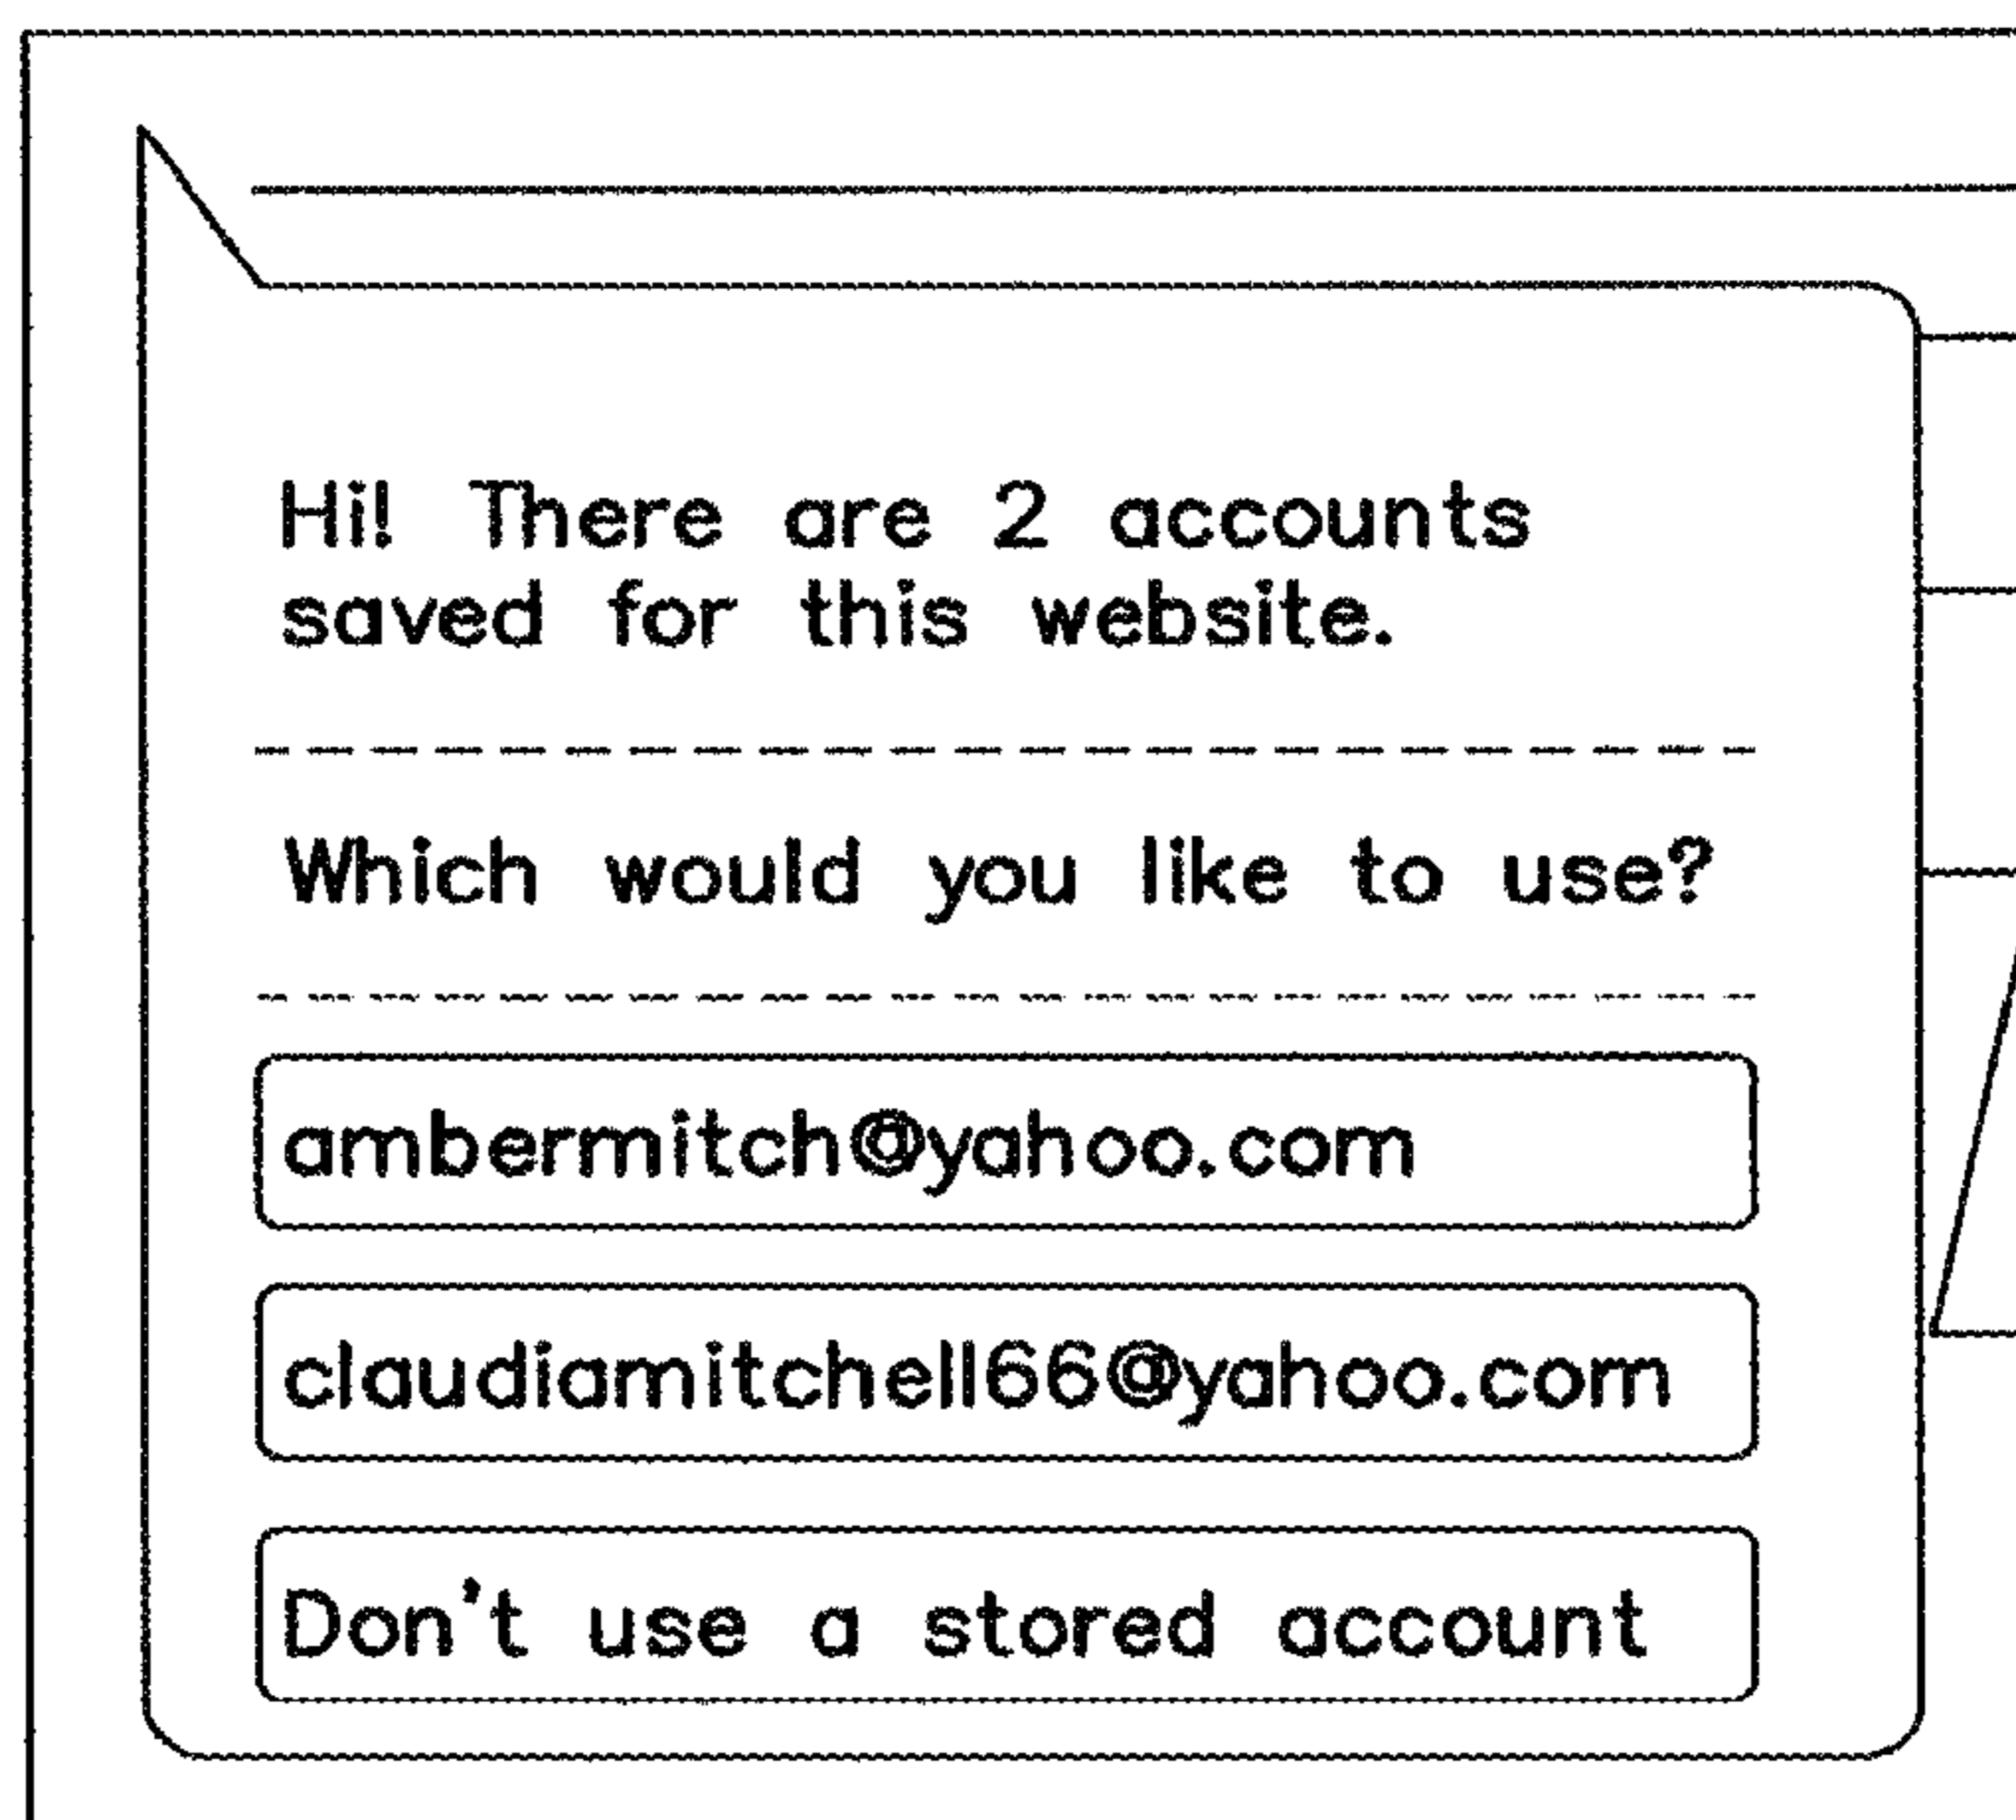 Hi! There are 2 accounts
saved for this website.
Which would you like to use?
ambermitch@yahoo.com
claudiamitchell66@yahoo.com
Don't use a stored account